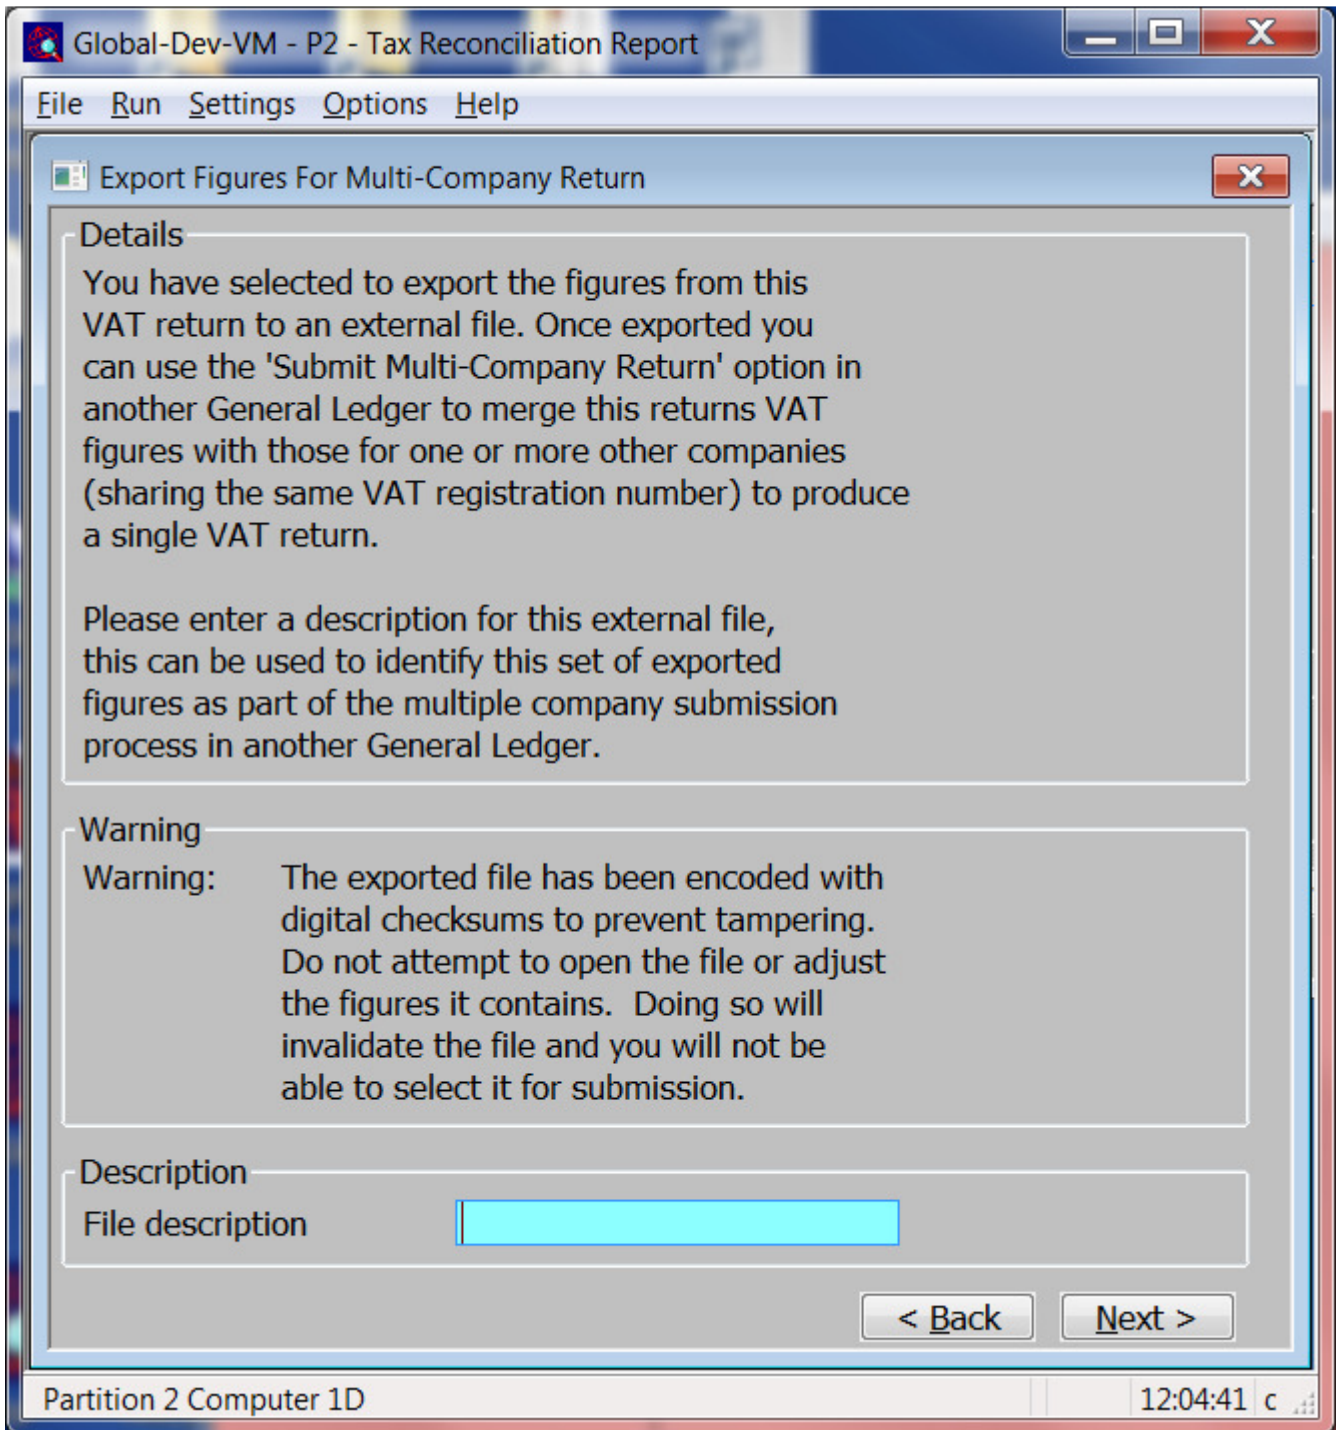 Global-Dev-VM - P2 - Tax Reconciliation Report
File Run Settings Options Help
Export Figures For Multi-Company Return
Details
You have selected to export the figures from this
VAT return to an external file. Once exported you
can use the 'Submit Multi-Company Return' option in
another General Ledger to merge this returns VAT
figures with those for one or more other companies
(sharing the same VAT registration number) to produce
a single VAT return.
Please enter a description for this external file,
this can be used to identify this set of exported
figures as part of the multiple company submission
process in another General Ledger.
Warning
Warning: The exported file has been encoded with
digital checksums to prevent tampering.
Do not attempt to open the file or adjust
the figures it contains.  Doing so will
invalidate the file and you will not be
able to select it for submission.
Description
File description
< Back Next >
Partition 2 Computer 1D 12:04:41 c